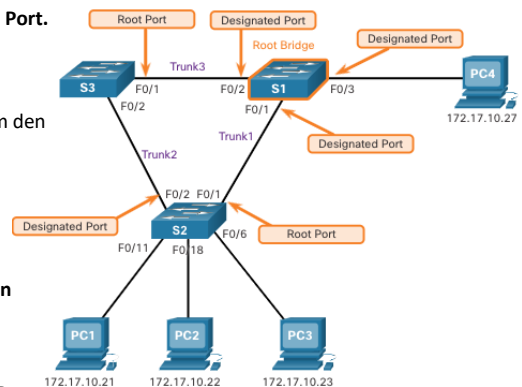 Port.
Root Port
Designated Port
Root Bridge
Designated Port
Trunk3
S3
F0/1
F0/2
S1
F0/3
PC4
F0/2
F0/1
172.17.10.27
den
Trunk1
Designated Port
Trunk2
F0/2 F0/1
Designated Port
S2
Root Port
F0/11
F0/18
F0/6
n
PC1
PC2
PC3
172.17.10.21
172.17.10.22
172.17.10.23